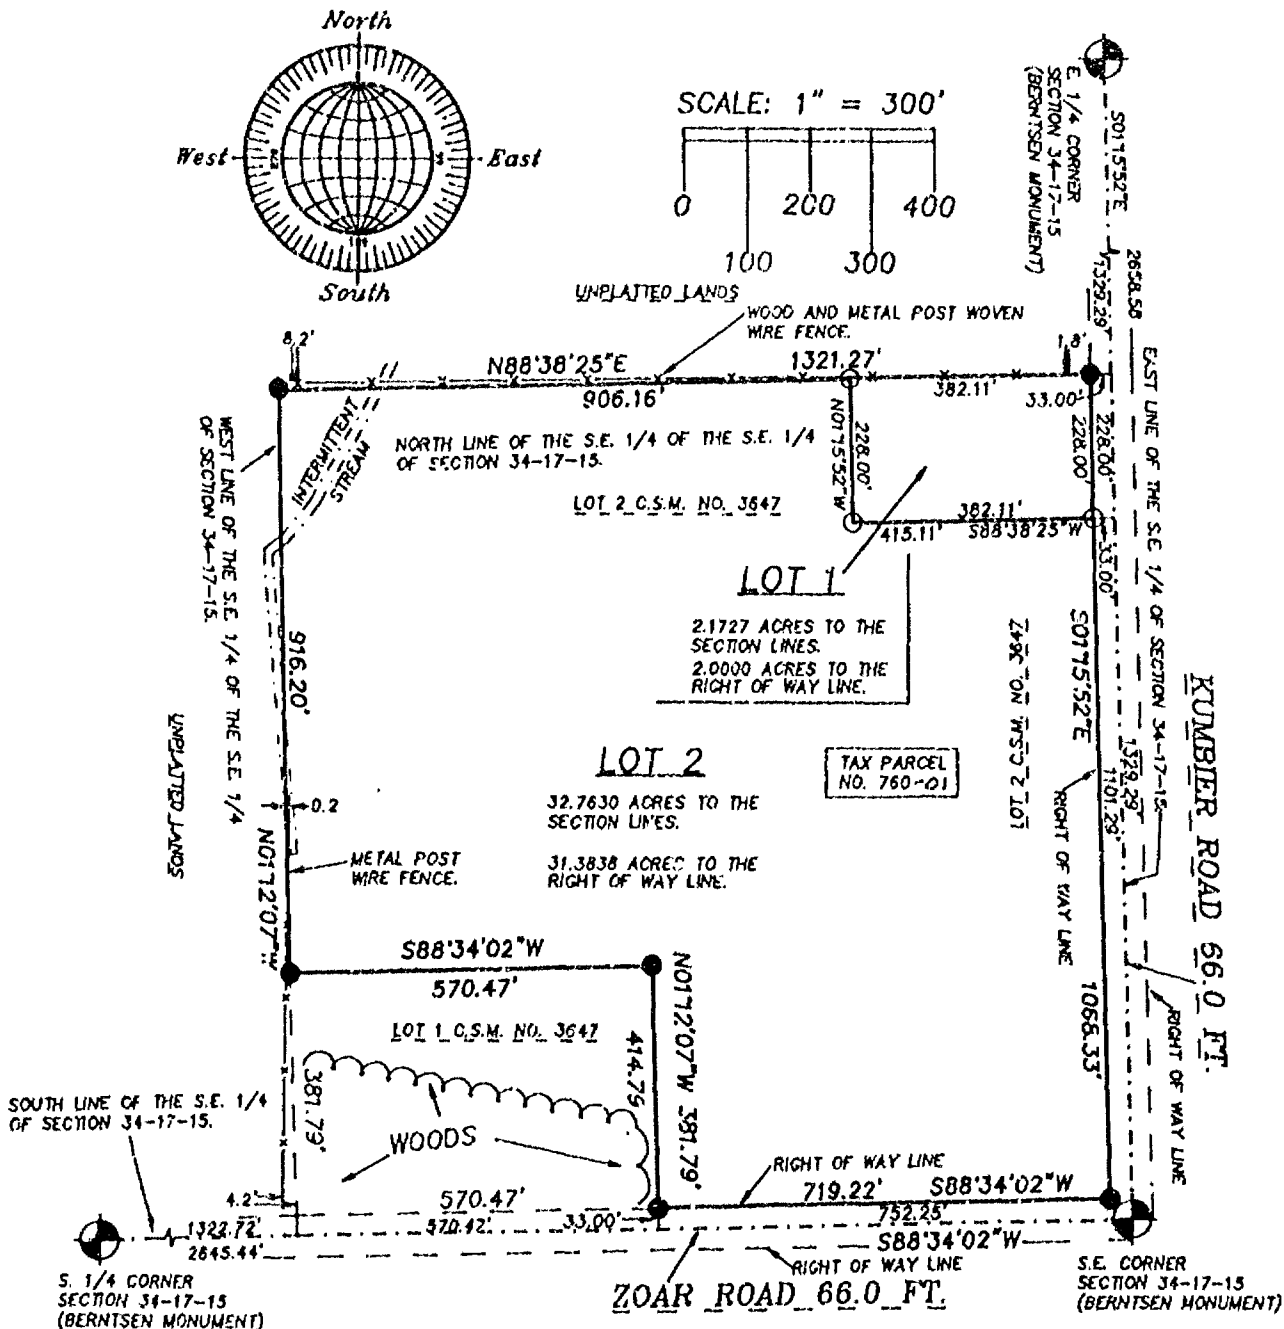 North
West
East
South
SCALE: 1" = 300'
0
200
400
100
300
E. 1/4 CORNER
SECTION 34-17-15
(BERNTSEN MONUMENT)
S01'15'52"E
2658.58
1329.29'
UNPLATTED LANDS
WOOD AND METAL POST WOVEN
WIRE FENCE.
8.2'
N88'38'25"E
1321.27'
1.8'
906.16'
382.11'
33.00'
INTERMITTENT
STREAM
NORTH LINE OF THE S.E. 1/4 OF THE S.E. 1/4
OF SECTION 34-17-15.
LOT 2 C.S.M. NO. 3647
N01'15'52"W
228.00'
228.00'
228.00'
EAST LINE OF THE S.E. 1/4 OF SECTION 34-17-15.
382.11'
415.11'
S88'38'25"W
33.00'
WEST LINE OF THE S.E. 1/4 OF THE S.E. 1/4
OF SECTION 34-17-15.
LOT 1
2.1727 ACRES TO THE
SECTION LINES.
2.0000 ACRES TO THE
RIGHT OF WAY LINE.
LOT 2 C.S.M. NO. 3647
S01'15'52"E
916.20'
UNPLATTED LANDS
LOT 2
32.7630 ACRES TO THE
SECTION LINES.
31.3838 ACRES TO THE
RIGHT OF WAY LINE.
TAX PARCEL
NO. 760-01
1329.29'
1101.29'
RIGHT OF WAY LINE
KUMBIER ROAD 66.0 FT.
0.2
N01'12'07"W
METAL POST
WIRE FENCE.
S88'34'02"W
570.47'
LOT 1 C.S.M. NO. 3647
N01'12'07"W 381.79'
414.79
1068.33'
RIGHT OF WAY LINE
381.79'
SOUTH LINE OF THE S.E. 1/4
OF SECTION 34-17-15.
WOODS
RIGHT OF WAY LINE
4.2'
570.47'
719.22'
S88'34'02"W
1322.72'
570.42'
33.00'
752.25'
2645.44'
S88'34'02"W
RIGHT OF WAY LINE
S. 1/4 CORNER
SECTION 34-17-15
(BERNTSEN MONUMENT)
ZOAR ROAD 66.0 FT.
S.E. CORNER
SECTION 34-17-15
(BERNTSEN MONUMENT)